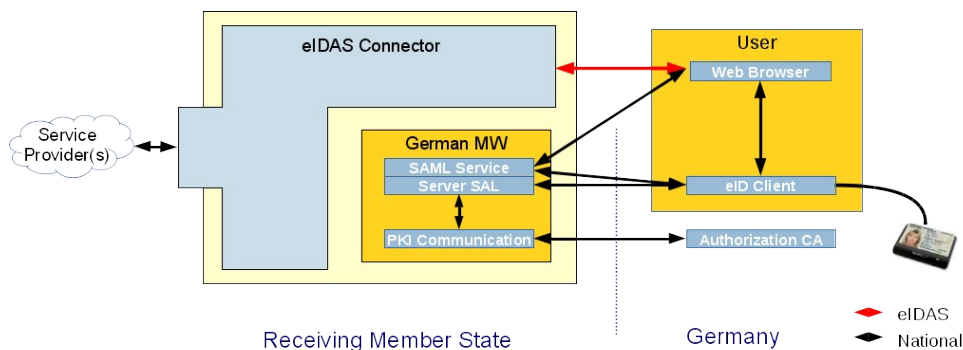 eIDAS Connector
User
Web Browser
Service
Provider(s)
German MW
SAML Service
Server SAL
eID Client
PKI Communication
Authorization CA
eIDAS
National
Receiving Member State
Germany